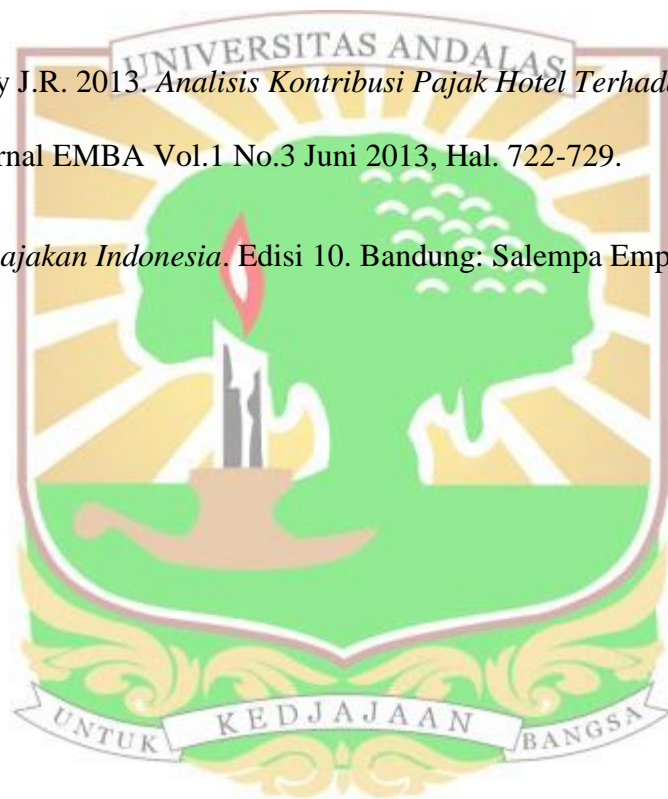 UNIVERSITAS ANDALAS
y J.R. 2013. Analisis Kontribusi Pajak Hotel Terhada
rnal EMBA Vol.1 No.3 Juni 2013, Hal. 722-729.
ajakan Indonesia. Edisi 10. Bandung: Salempa Emp
UNTUK KEDJAJAAN BANGSA